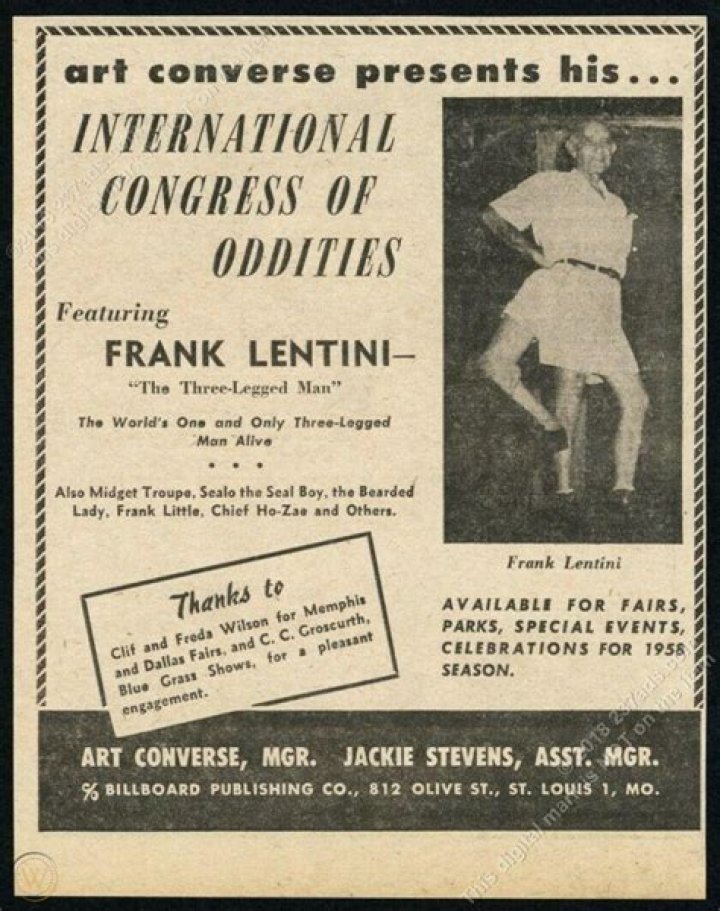 art converse presents his...
INTERNATIONAL
CONGRESS OF
ODDITIES
Featuring
FRANK LENTINI—
"The Three-Legged Man"
The World's One and Only Three-Legged
Man Alive
• • •
Also Midget Troupe, Sealo the Seal Boy, the Bearded
Lady, Frank Little, Chief Ho-Zae and Others.
Thanks to
Clif and Freda Wilson for Memphis
and Dallas Fairs, and C. C. Groscurth,
Blue Grass Shows, for a pleasant
engagement.
Frank Lentini
AVAILABLE FOR FAIRS,
PARKS, SPECIAL EVENTS,
CELEBRATIONS FOR 1958
SEASON.
ART CONVERSE, MGR. JACKIE STEVENS, ASST. MGR.
c/o BILLBOARD PUBLISHING CO., 812 OLIVE ST., ST. LOUIS 1, MO.
W